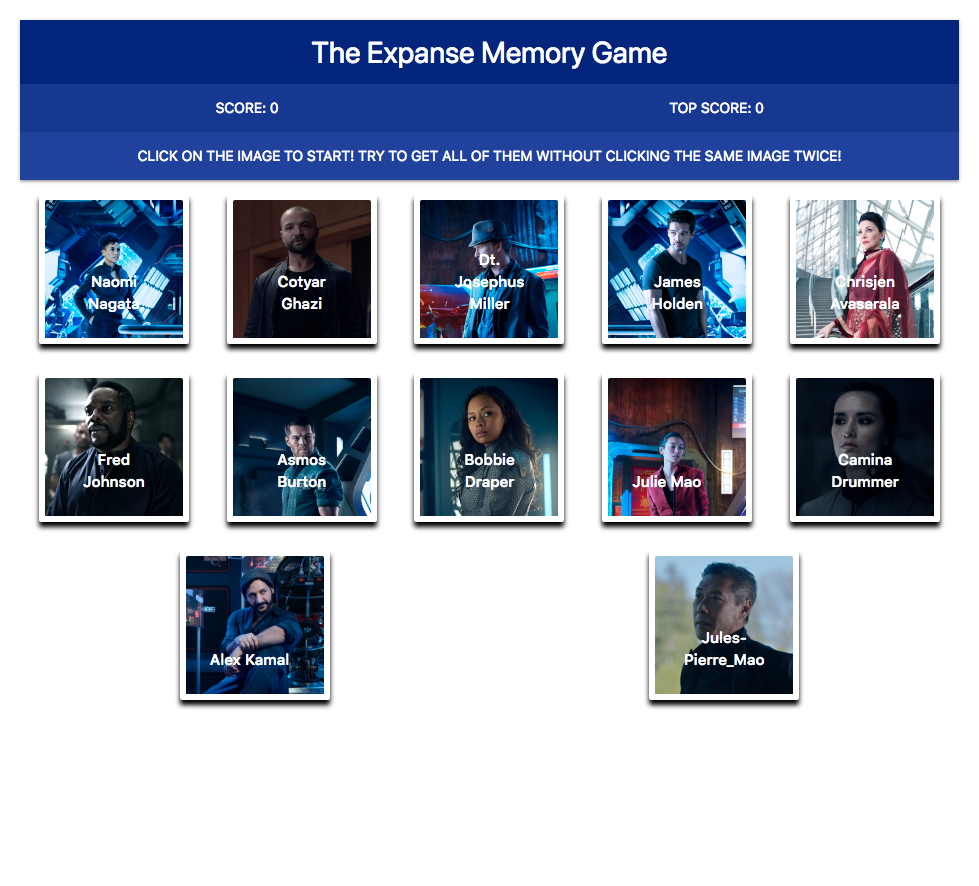 The Expanse Memory Game
SCORE: 0
TOP SCORE: 0
CLICK ON THE IMAGE TO START! TRY TO GET ALL OF THEM WITHOUT CLICKING THE SAME IMAGE TWICE!
Naomi
Nagata
Cotyar
Ghazi
Dt.
Josephus
Miller
James
Holden
Chrisjen
Avasarala
Fred
Johnson
Asmos
Burton
Bobbie
Draper
Julie Mao
Camina
Drummer
Alex Kamal
Jules-
Pierre_Mao